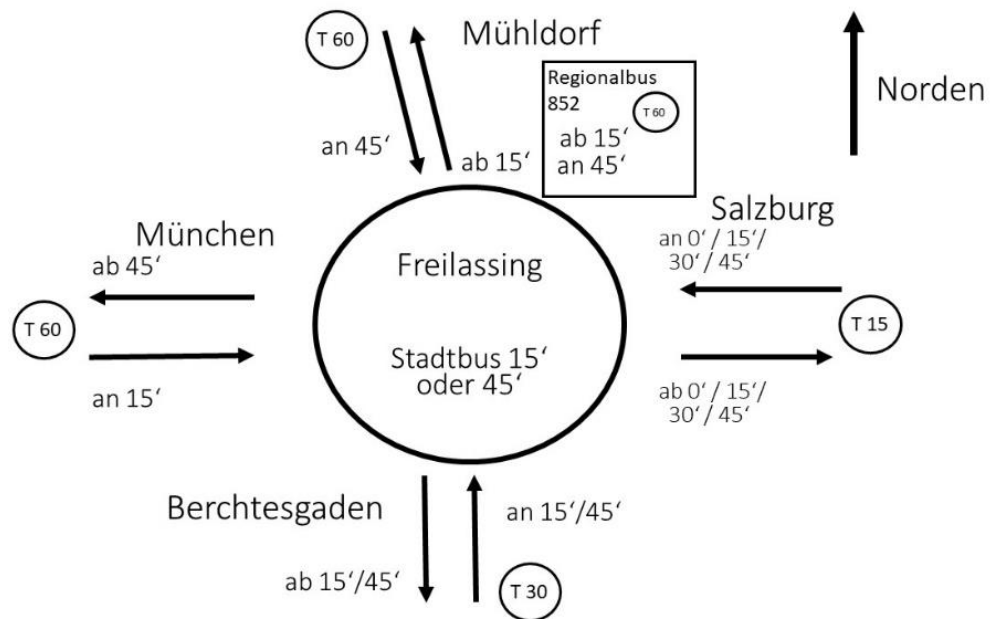 T 60
Mühldorf
an 45‘
ab 15‘
Regionalbus
852
T 60
ab 15‘
an 45‘
Norden
München
ab 45‘
T 60
an 15‘
Freilassing
Stadtbus 15‘
oder 45‘
Salzburg
an 0‘ / 15‘/
30‘ / 45‘
T 15
ab 0‘ / 15‘/
30‘ / 45‘
Berchtesgaden
ab 15‘/45‘
an 15‘/45‘
T 30